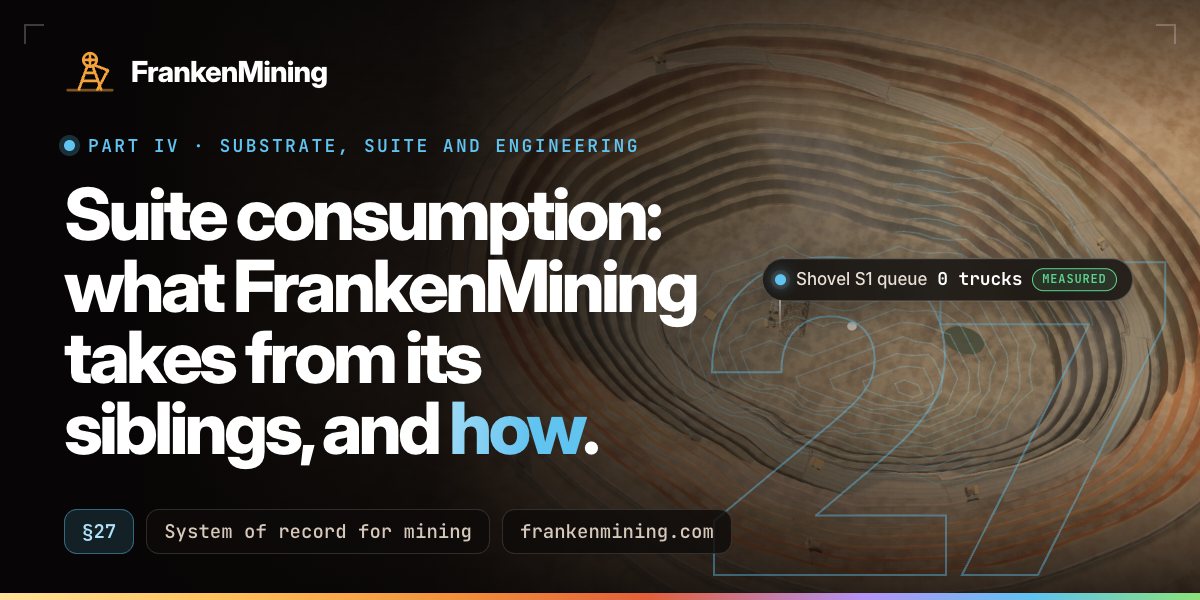 FrankenMining
PART IV · SUBSTRATE, SUITE AND ENGINEERING
Suite consumption:
what FrankenMining
takes from its
siblings, and how.
Shovel S1 queue 0 trucks MEASURED
27
§27
System of record for mining
frankenmining.com